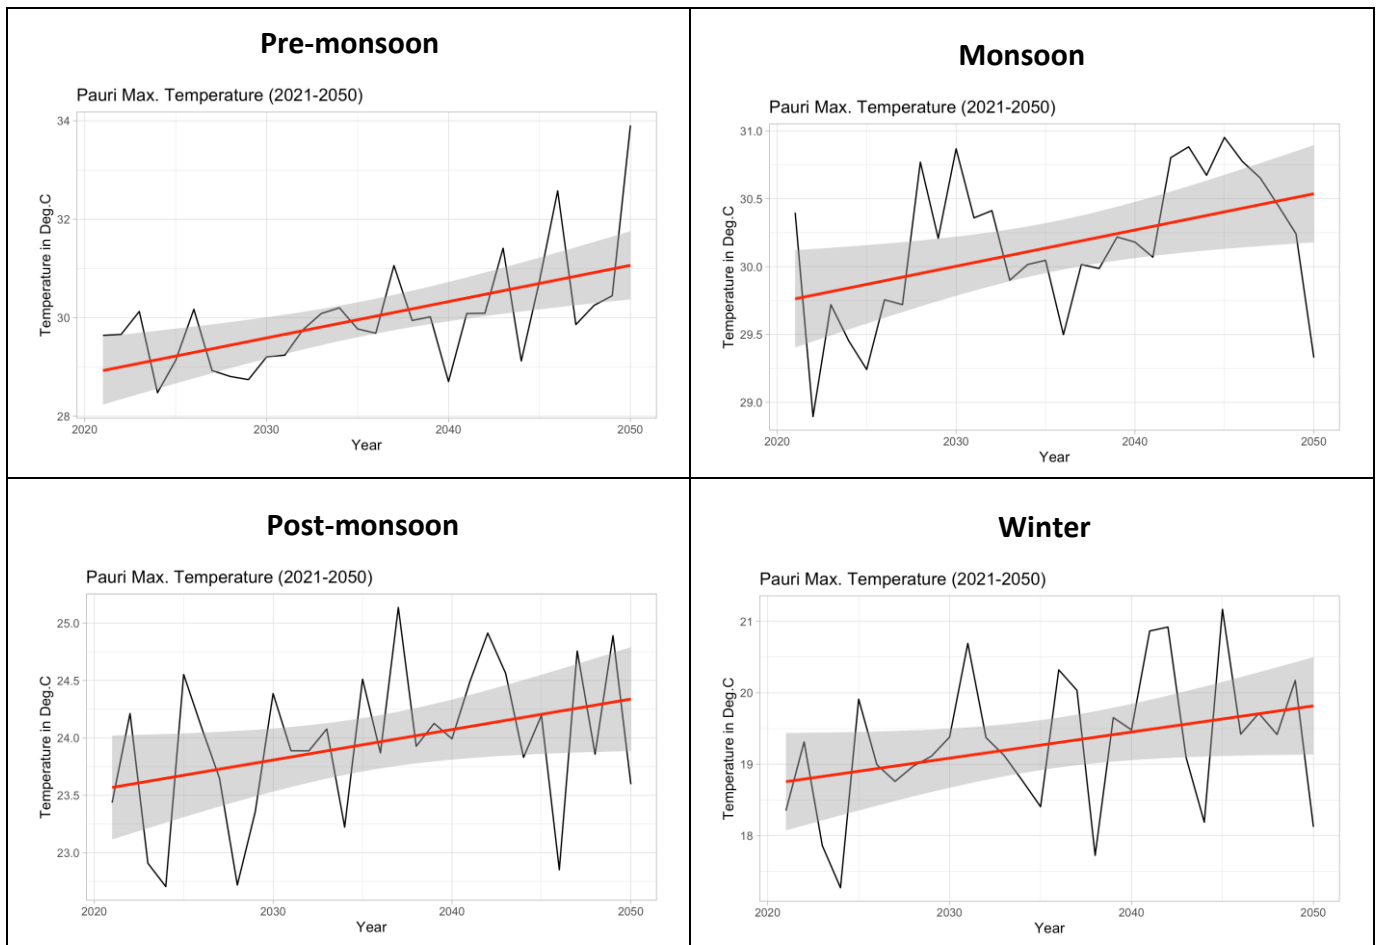 Pre-monsoon
Pauri Max. Temperature (2021-2050)
Temperature in Deg.C
34
32
30
28
2020
2030
2040
2050
Year
Monsoon
Pauri Max. Temperature (2021-2050)
Temperature in Deg.C
31.0
30.5
30.0
29.5
29.0
2020
2030
2040
2050
Year
Post-monsoon
Pauri Max. Temperature (2021-2050)
Temperature in Deg.C
25.0
24.5
24.0
23.5
23.0
2020
2030
2040
2050
Year
Winter
Pauri Max. Temperature (2021-2050)
Temperature in Deg.C
21
20
19
18
2020
2030
2040
2050
Year